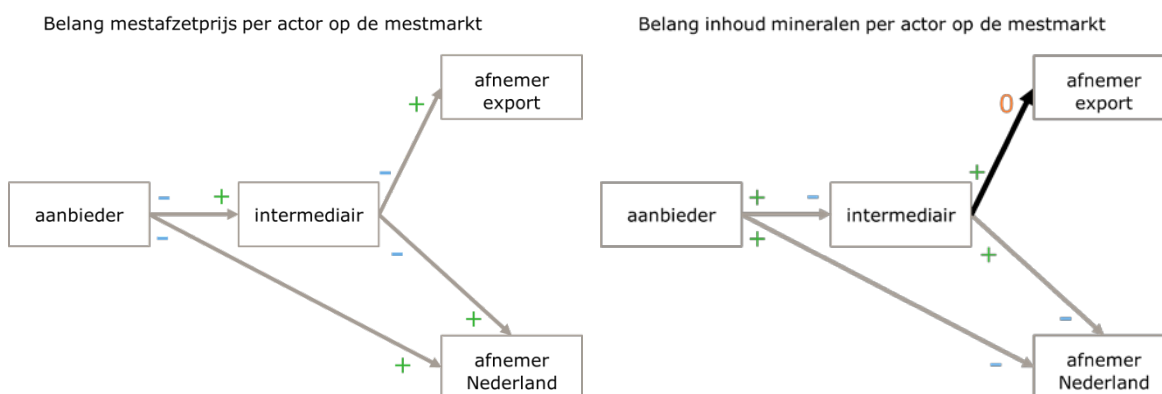 Belang mestafzetprijs per actor op de mestmarkt
afnemer
export
+
-
-
+
aanbieder
intermediair
-
-
+
+
afnemer
Nederland
Belang inhoud mineralen per actor op de mestmarkt
afnemer
export
0
+
+
-
aanbieder
intermediair
+
+
-
-
afnemer
Nederland